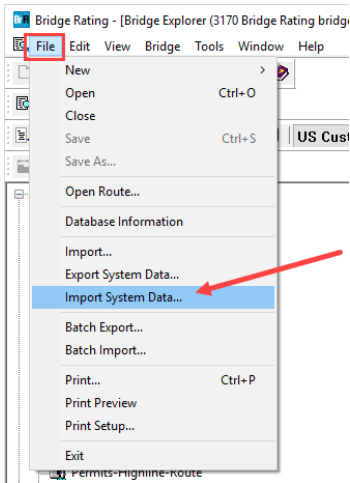 BrR Bridge Rating - [Bridge Explorer (3170 Bridge Rating bridge
File Edit View Bridge Tools Window Help
New
Open Ctrl+O
Close
Save Ctrl+S
Save As...
US Cust
Open Route...
Database Information
Import...
Export System Data...
Import System Data...
Batch Export...
Batch Import...
Print... Ctrl+P
Print Preview
Print Setup...
Exit
Permits-Highline-Route